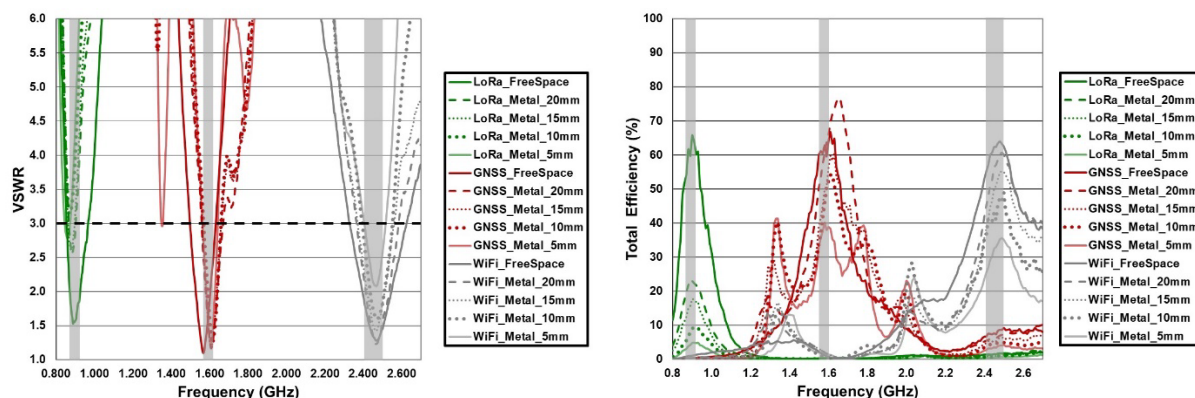 VSWR
6.0
5.5
5.0
4.5
4.0
3.5
3.0
2.5
2.0
1.5
1.0
0.800 1.000 1.200 1.400 1.600 1.800 2.000 2.200 2.400 2.600
Frequency (GHz)
LoRa_FreeSpace
LoRa_Metal_20mm
LoRa_Metal_15mm
LoRa_Metal_10mm
LoRa_Metal_5mm
GNSS_FreeSpace
GNSS_Metal_20mm
GNSS_Metal_15mm
GNSS_Metal_10mm
GNSS_Metal_5mm
WiFi_FreeSpace
WiFi_Metal_20mm
WiFi_Metal_15mm
WiFi_Metal_10mm
WiFi_Metal_5mm
Total Efficiency (%)
100
90
80
70
60
50
40
30
20
10
0
0.8 1.0 1.2 1.4 1.6 1.8 2.0 2.2 2.4 2.6
Frequency (GHz)
LoRa_FreeSpace
LoRa_Metal_20mm
LoRa_Metal_15mm
LoRa_Metal_10mm
LoRa_Metal_5mm
GNSS_FreeSpace
GNSS_Metal_20mm
GNSS_Metal_15mm
GNSS_Metal_10mm
GNSS_Metal_5mm
WiFi_FreeSpace
WiFi_Metal_20mm
WiFi_Metal_15mm
WiFi_Metal_10mm
WiFi_Metal_5mm